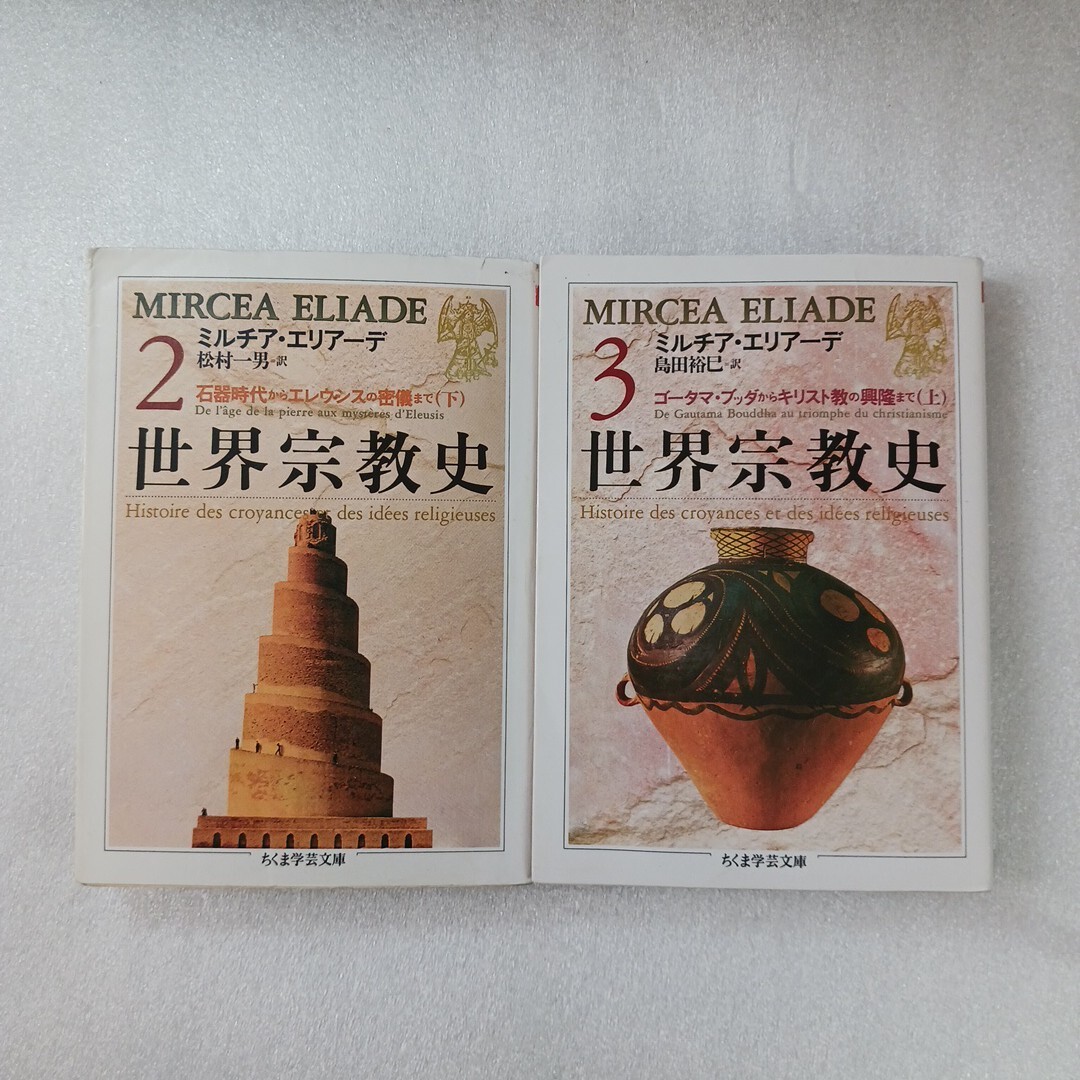 MIRCEA ELIADE
2
ミルチア・エリアーデ
松村一男 訳
石器時代からエレウシスの密儀まで(下)
De l'âge de la pierre aux mystères d'Eleusis
世界宗教史
Histoire des croyances et des idées religieuses
ちくま学芸文庫
MIRCEA ELIADE
3
ミルチア・エリアーデ
島田裕巳 訳
ゴータマ・ブッダからキリスト教の興隆まで(上)
De Gautama Bouddha au triomphe du christianisme
世界宗教史
Histoire des croyances et des idées religieuses
ちくま学芸文庫